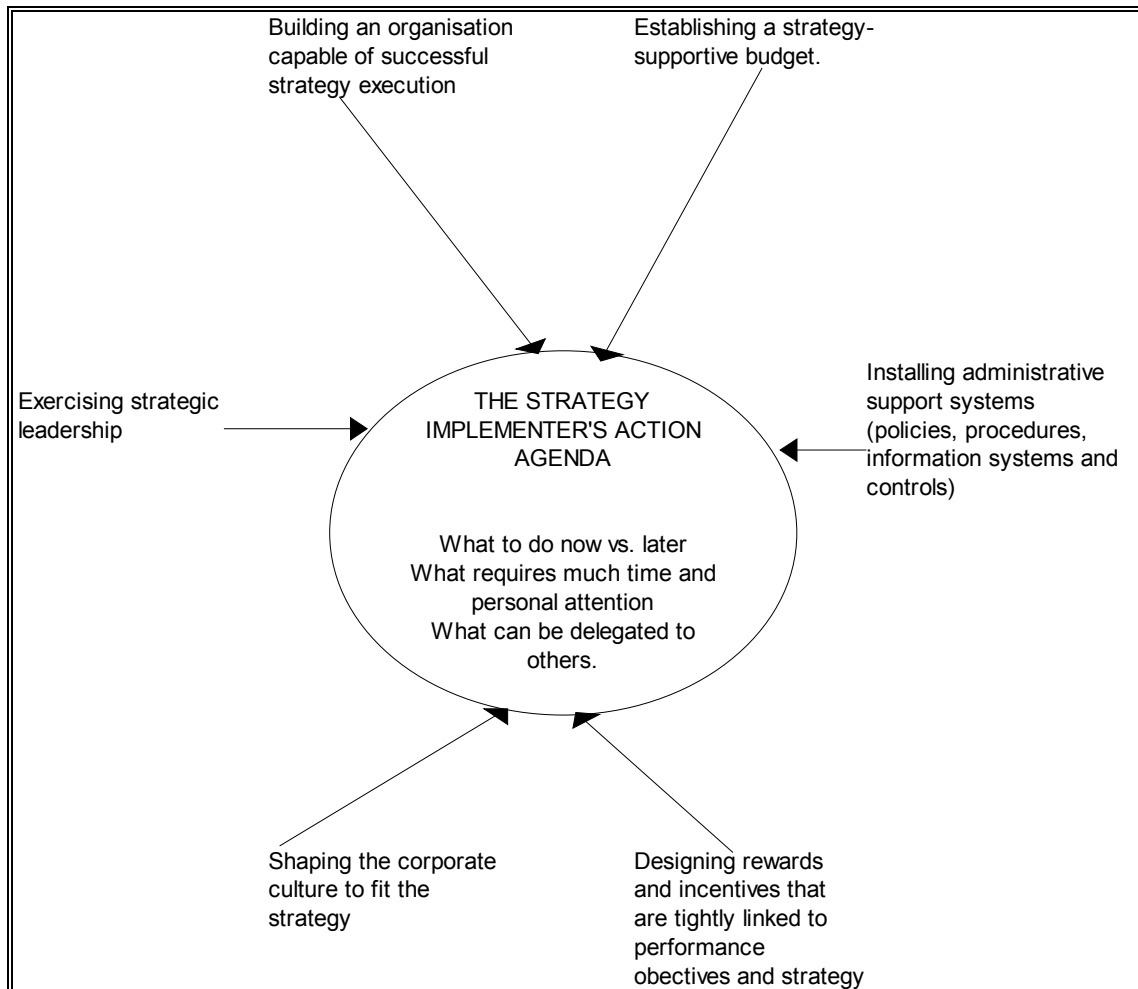 Building an organisation
capable of successful
strategy execution
Establishing a strategy-
supportive budget.
Exercising strategic
leadership
THE STRATEGY
IMPLEMENTER'S ACTION
AGENDA
What to do now vs. later
What requires much time and
personal attention
What can be delegated to
others.
Installing administrative
support systems
(policies, procedures,
information systems and
controls)
Shaping the corporate
culture to fit the
strategy
Designing rewards
and incentives that
are tightly linked to
performance
obectives and strategy